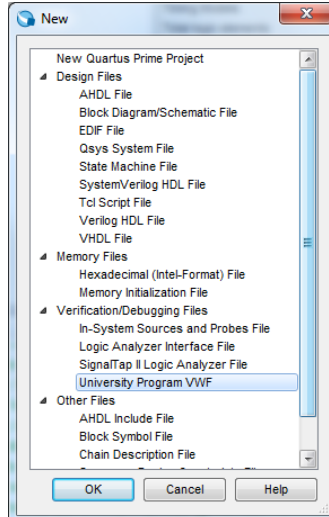 New
New Quartus Prime Project
Design Files
AHDL File
Block Diagram/Schematic File
EDIF File
Qsys System File
State Machine File
SystemVerilog HDL File
Tcl Script File
Verilog HDL File
VHDL File
Memory Files
Hexadecimal (Intel-Format) File
Memory Initialization File
Verification/Debugging Files
In-System Sources and Probes File
Logic Analyzer Interface File
SignalTap II Logic Analyzer File
University Program VWF
Other Files
AHDL Include File
Block Symbol File
Chain Description File
OK Cancel Help